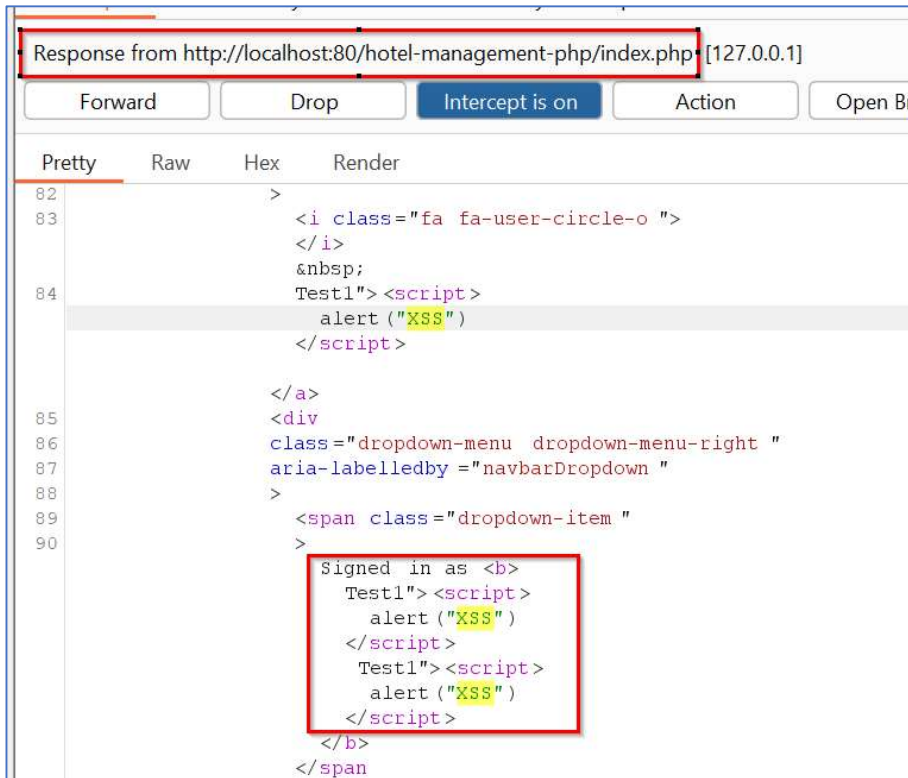 Response from http://localhost:80/hotel-management-php/index.php [127.0.0.1]
Forward Drop Intercept is on Action Open
Pretty Raw Hex Render
82 >
83 <i class="fa fa-user-circle-o ">
</i>
&nbsp;
84 Test1"><script>
alert("XSS")
</script>
</a>
85 <div
86 class="dropdown-menu dropdown-menu-right "
87 aria-labelledby="navbarDropdown "
88 >
89 <span class="dropdown-item "
90 >
Signed in as <b>
Test1"><script>
alert("XSS")
</script>
Test1"><script>
alert("XSS")
</script>
</b>
</span